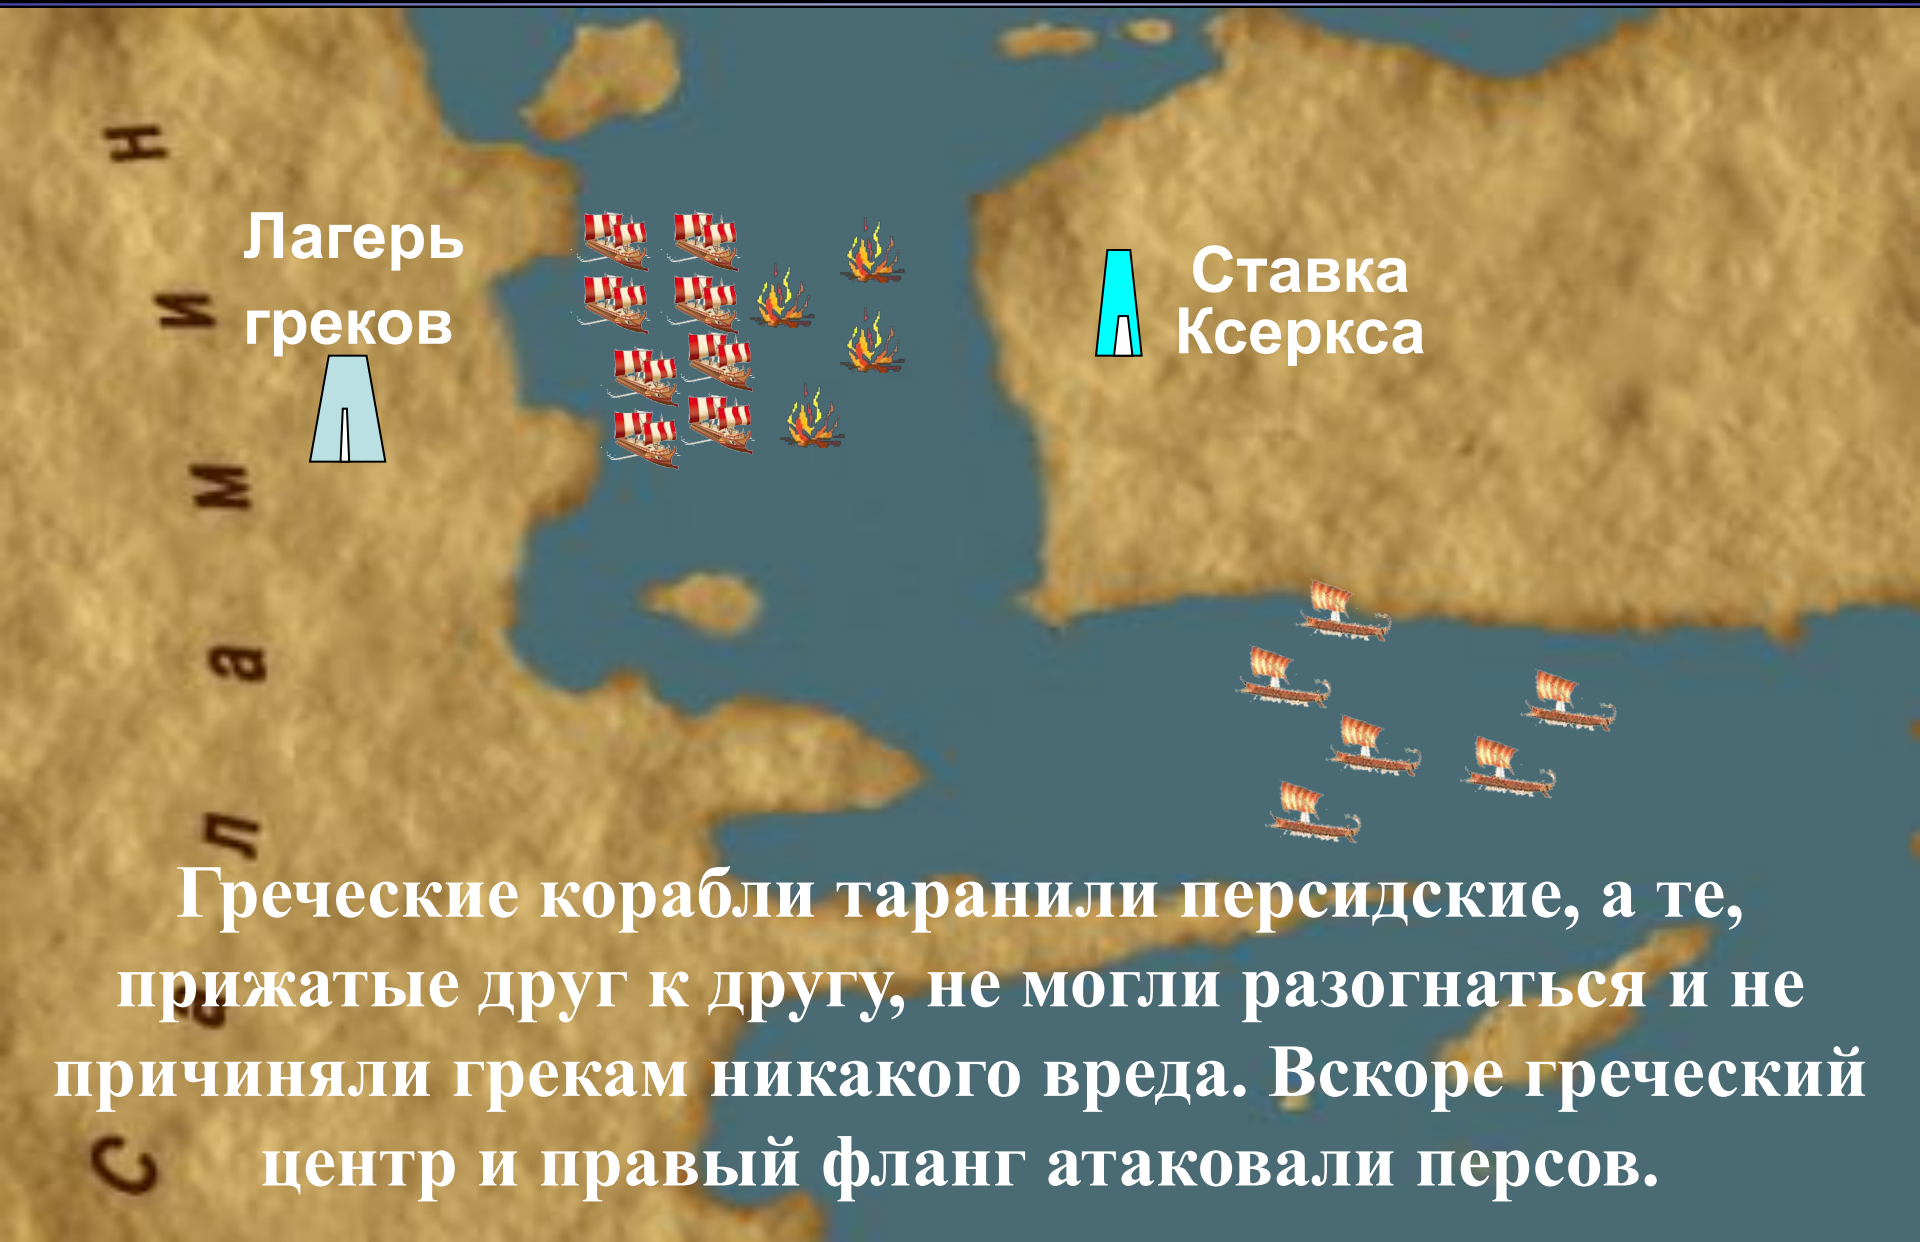 Саламин
Лагерь
греков
Ставка
Ксеркса
Греческие корабли таранили персидские, а те,
прижатые друг к другу, не могли разогнаться и не
причиняли грекам никакого вреда. Вскоре греческий
центр и правый фланг атаковали персов.